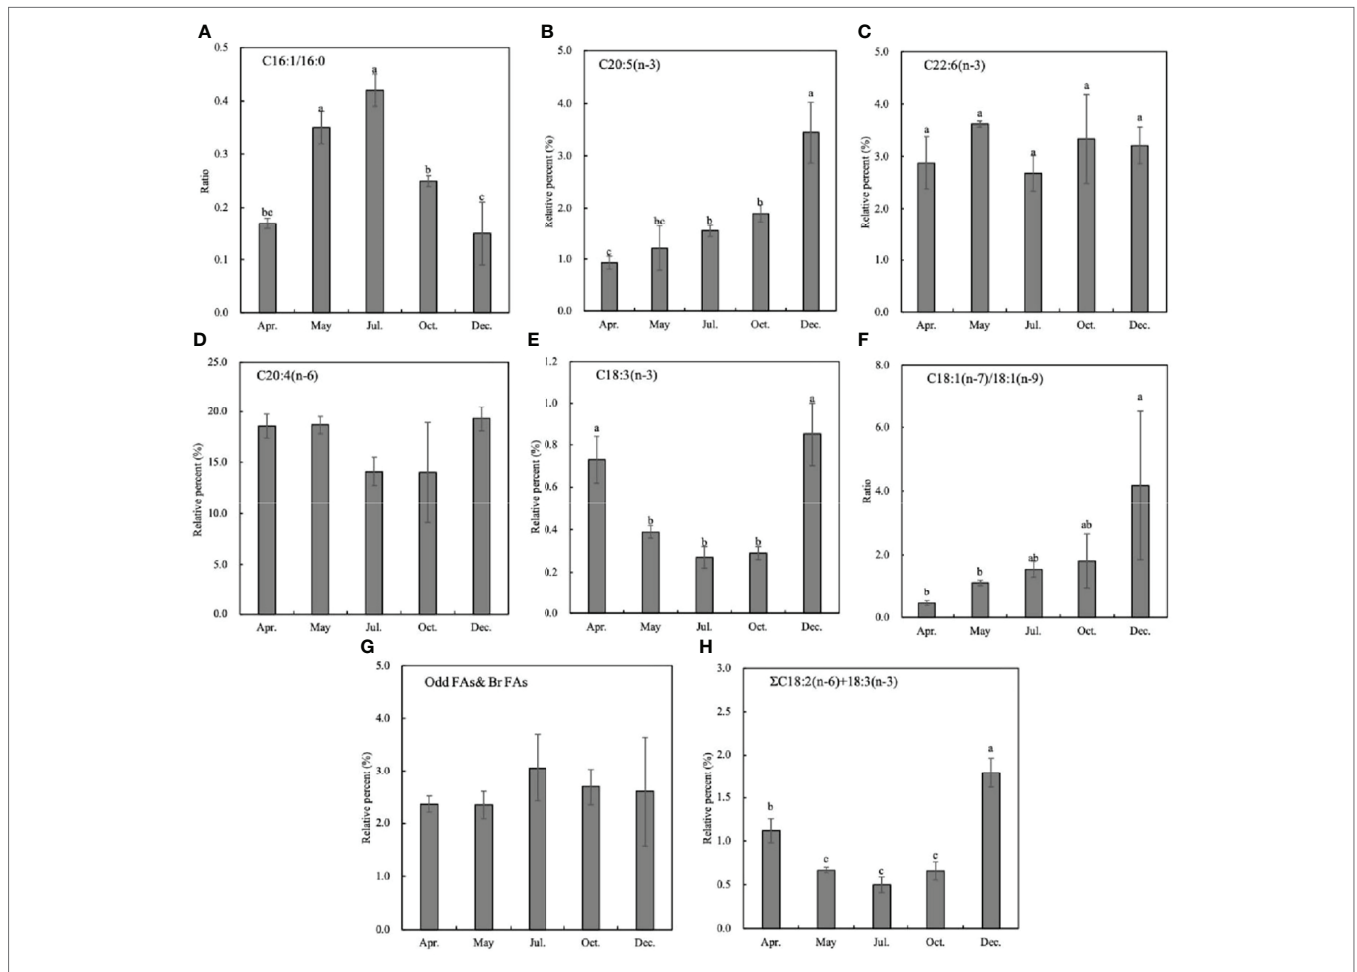 A
B
C
C16:1/16:0
C20:5(n-3)
C22:6(n-3)
Ratio
Relative percent (%)
Relative percent (%)
0.5
0.4
0.3
0.2
0.1
0.0
5.0
4.0
3.0
2.0
1.0
0.0
5.0
4.0
3.0
2.0
1.0
0.0
bc
a
a
b
c
c
bc
b
b
a
a
a
a
a
a
Apr.
May
Jul.
Oct.
Dec.
Apr.
May
Jul.
Oct.
Dec.
Apr.
May
Jul.
Oct.
Dec.
D
E
F
C20:4(n-6)
C18:3(n-3)
C18:1(n-7)/18:1(n-9)
Relative percent (%)
Relative percent (%)
Ratio
25.0
20.0
15.0
10.0
5.0
0.0
1.2
1.0
0.8
0.6
0.4
0.2
0.0
8.0
6.0
4.0
2.0
0.0
a
b
b
b
a
b
b
ab
ab
a
Apr.
May
Jul.
Oct.
Dec.
Apr.
May
Jul.
Oct.
Dec.
Apr.
May
Jul.
Oct.
Dec.
G
H
Odd FAs& Br FAs
ΣC18:2(n-6)+18:3(n-3)
Relative percent (%)
Relative percent (%)
5.0
4.0
3.0
2.0
1.0
0.0
3.0
2.5
2.0
1.5
1.0
0.5
0.0
b
c
c
c
a
Apr.
May
Jul.
Oct.
Dec.
Apr.
May
Jul.
Oct.
Dec.